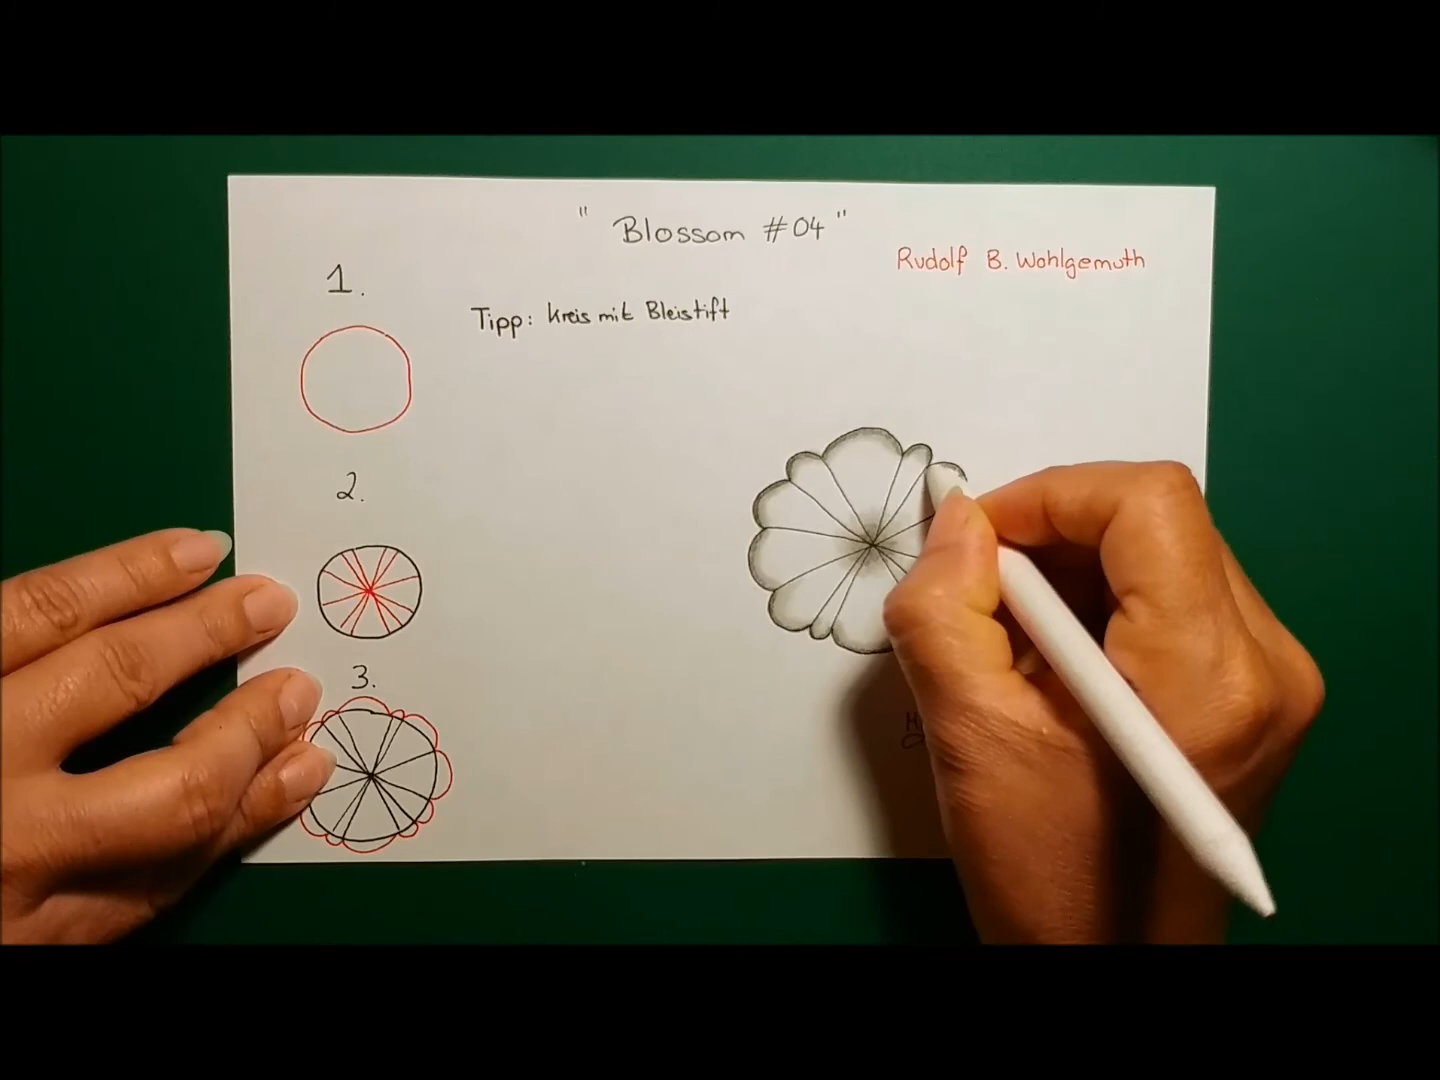 " Blossom #04 "
Rudolf B. Wohlgemuth
1.
Tipp: Kreis mit Bleistift
2.
3.